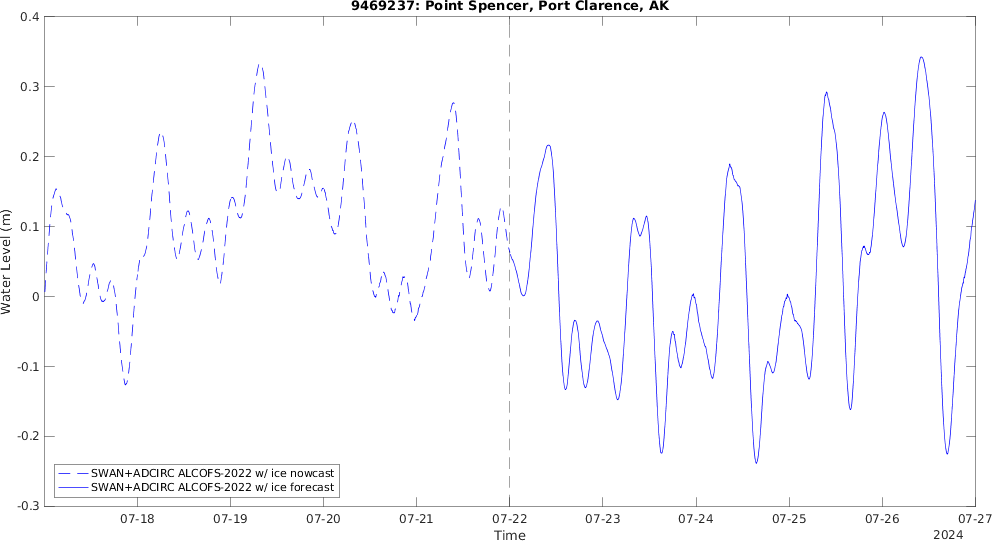 9469237: Point Spencer, Port Clarence, AK
0.4
0.3
0.2
0.1
0
-0.1
-0.2
-0.3
Water Level (m)
SWAN+ADCIRC ALCOFS-2022 w/ ice nowcast
SWAN+ADCIRC ALCOFS-2022 w/ ice forecast
07-18 07-19 07-20 07-21 07-22 07-23 07-24 07-25 07-26 07-27
Time
2024